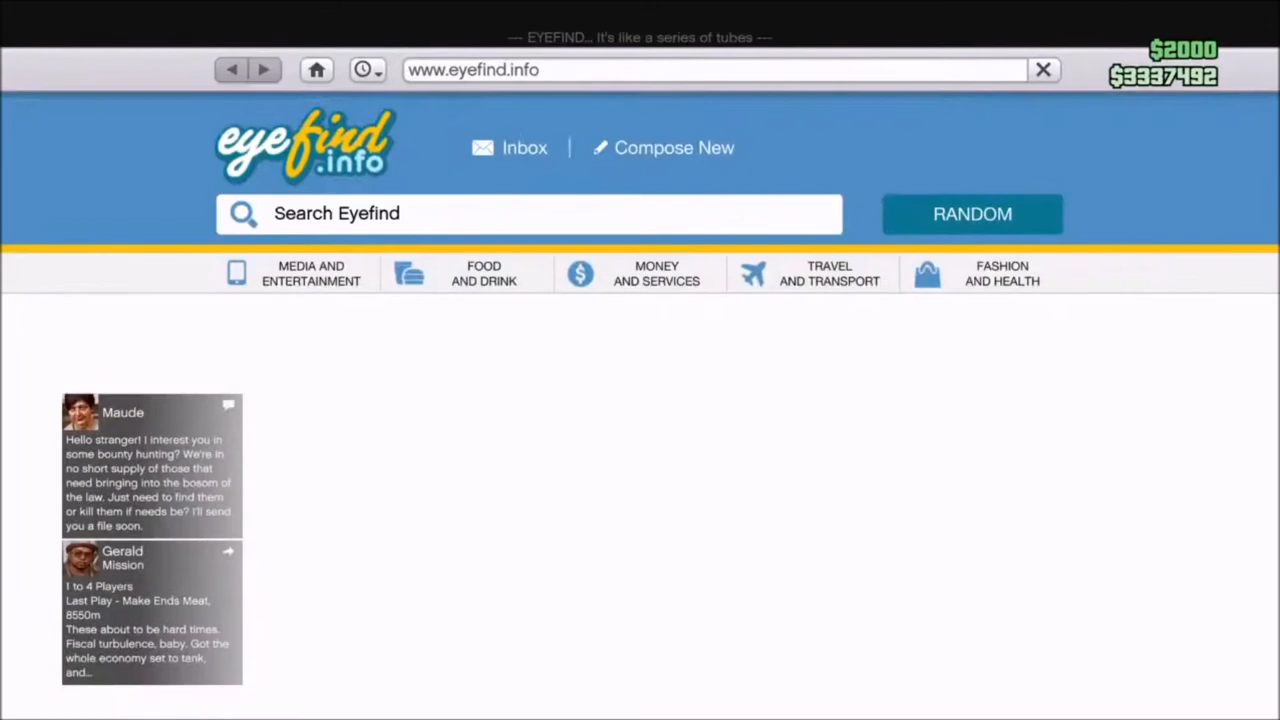 --- EYEFIND... It's like a series of tubes ---
$2000
www.eyefind.info
$3337492
eyefind
.info
Inbox
Compose New
Search Eyefind
RANDOM
MEDIA AND
ENTERTAINMENT
FOOD
AND DRINK
MONEY
AND SERVICES
TRAVEL
AND TRANSPORT
FASHION
AND HEALTH
Maude
Hello stranger! I interest you in
some bounty hunting? We're in
no short supply of those that
need bringing into the bosom of
the law. Just need to find them
or kill them if needs be? I'll send
you a file soon.
Gerald
Mission
1 to 4 Players
Last Play - Make Ends Meat,
8550m
These about to be hard times.
Fiscal turbulence, baby. Got the
whole economy set to tank,
and...